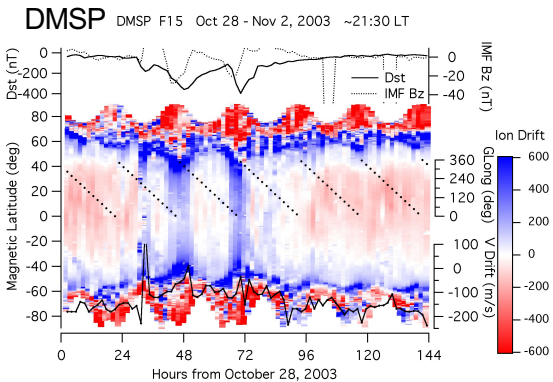 DMSP DMSP F15 Oct 28 - Nov 2, 2003 ~21:30 LT
Dst (nT)
0
-200
-400
Dst
IMF Bz
0
-20
-40
IMF Bz (nT)
Magnetic Latitude (deg)
80
60
40
20
0
-20
-40
-60
-80
360
240
120
0
GLong (deg)
100
0
-100
-200
V Drift (m/s)
Ion Drift
600
400
200
0
-200
-400
-600
0 24 48 72 96 120 144
Hours from October 28, 2003